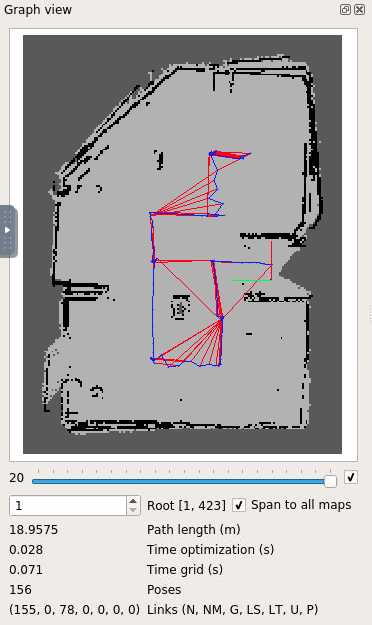 Graph view
20
1 Root [1, 423] Span to all maps
18.9575 Path length (m)
0.028 Time optimization (s)
0.071 Time grid (s)
156 Poses
(155, 0, 78, 0, 0, 0, 0) Links (N, NM, G, LS, LT, U, P)